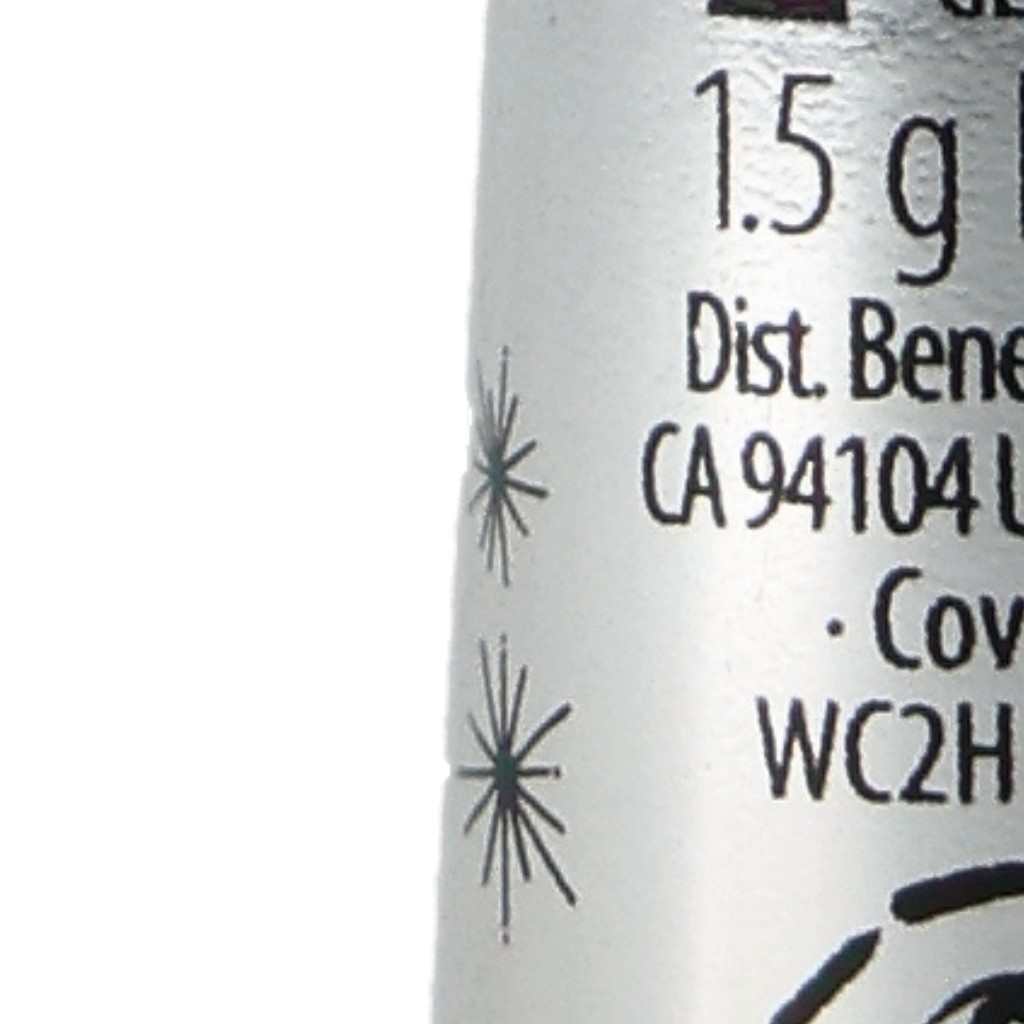 1.5 g
Dist. Bene
CA 94104 U
· Cov
WC2H